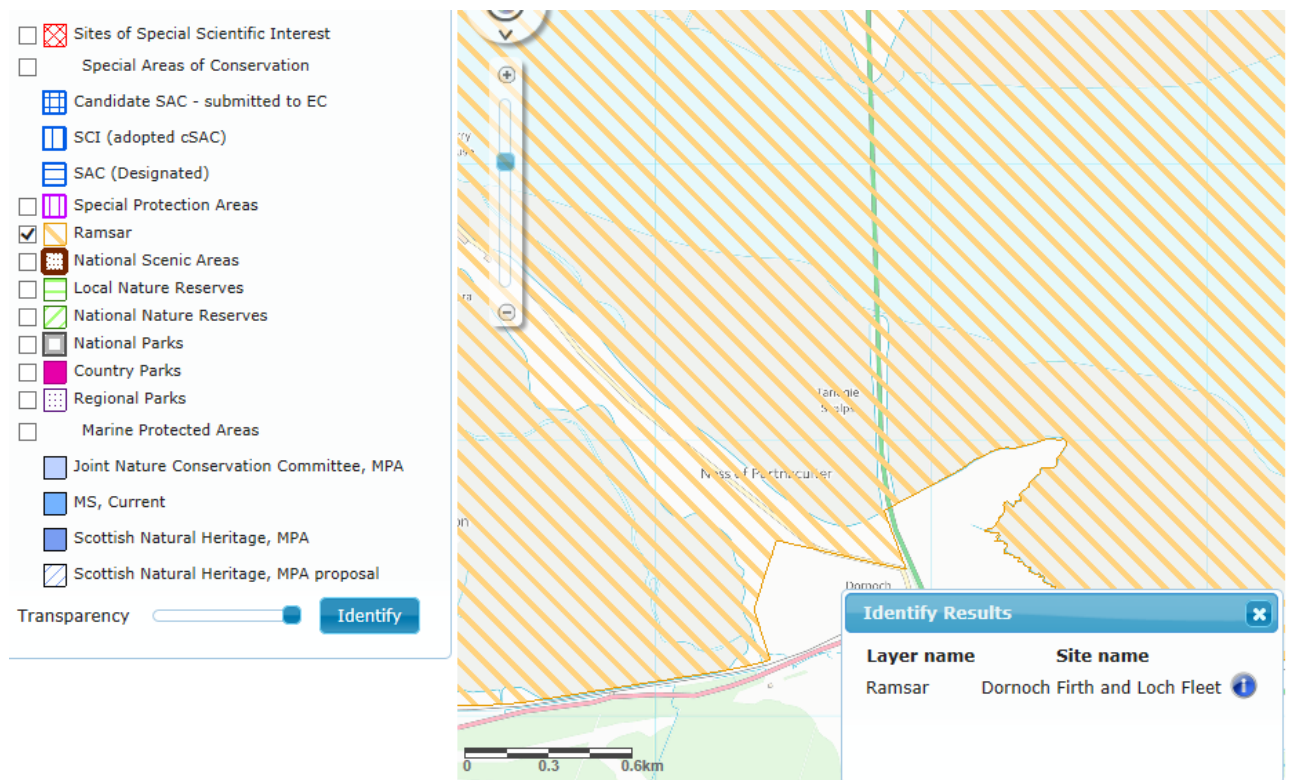 Sites of Special Scientific Interest
Special Areas of Conservation
Candidate SAC - submitted to EC
SCI (adopted cSAC)
SAC (Designated)
Special Protection Areas
Ramsar
National Scenic Areas
Local Nature Reserves
National Nature Reserves
National Parks
Country Parks
Regional Parks
Marine Protected Areas
Joint Nature Conservation Committee, MPA
MS, Current
Scottish Natural Heritage, MPA
Scottish Natural Heritage, MPA proposal
Transparency
Identify
Ness of Portnaculter
Dornoch
0 0.3 0.6km
Identify Results
Layer name Site name
Ramsar Dornoch Firth and Loch Fleet